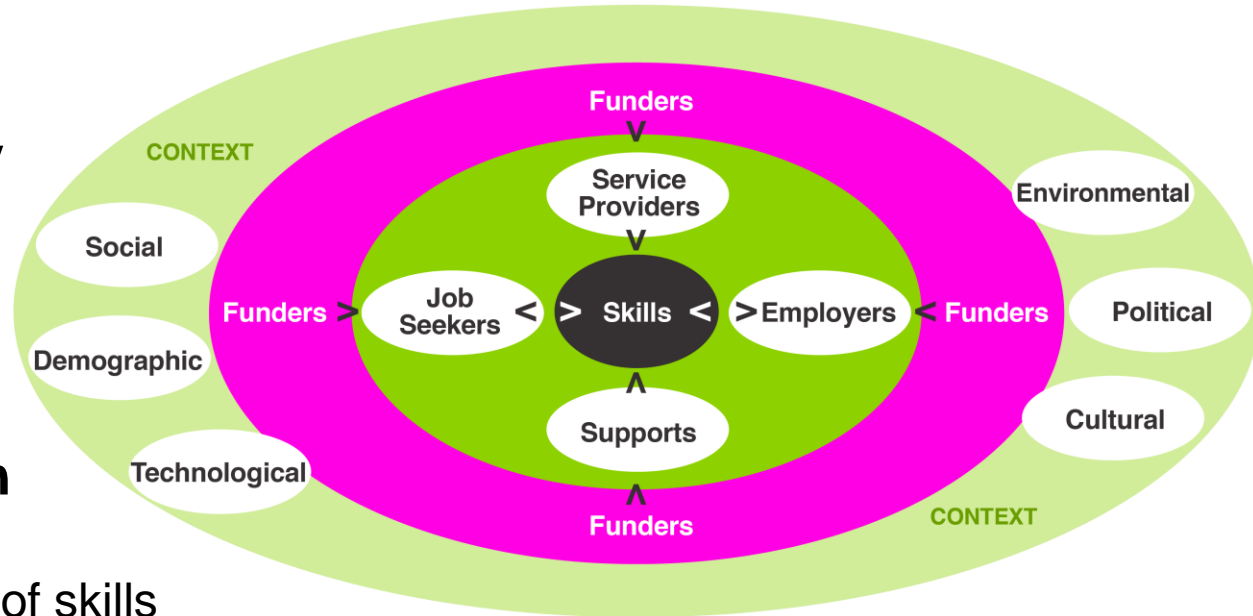 Funders
CONTEXT
Service
Providers
Environmental
Social
Job
Seekers
Skills
Employers
Funders
Funders
Political
Demographic
Supports
Cultural
Technological
Funders
CONTEXT
of skills